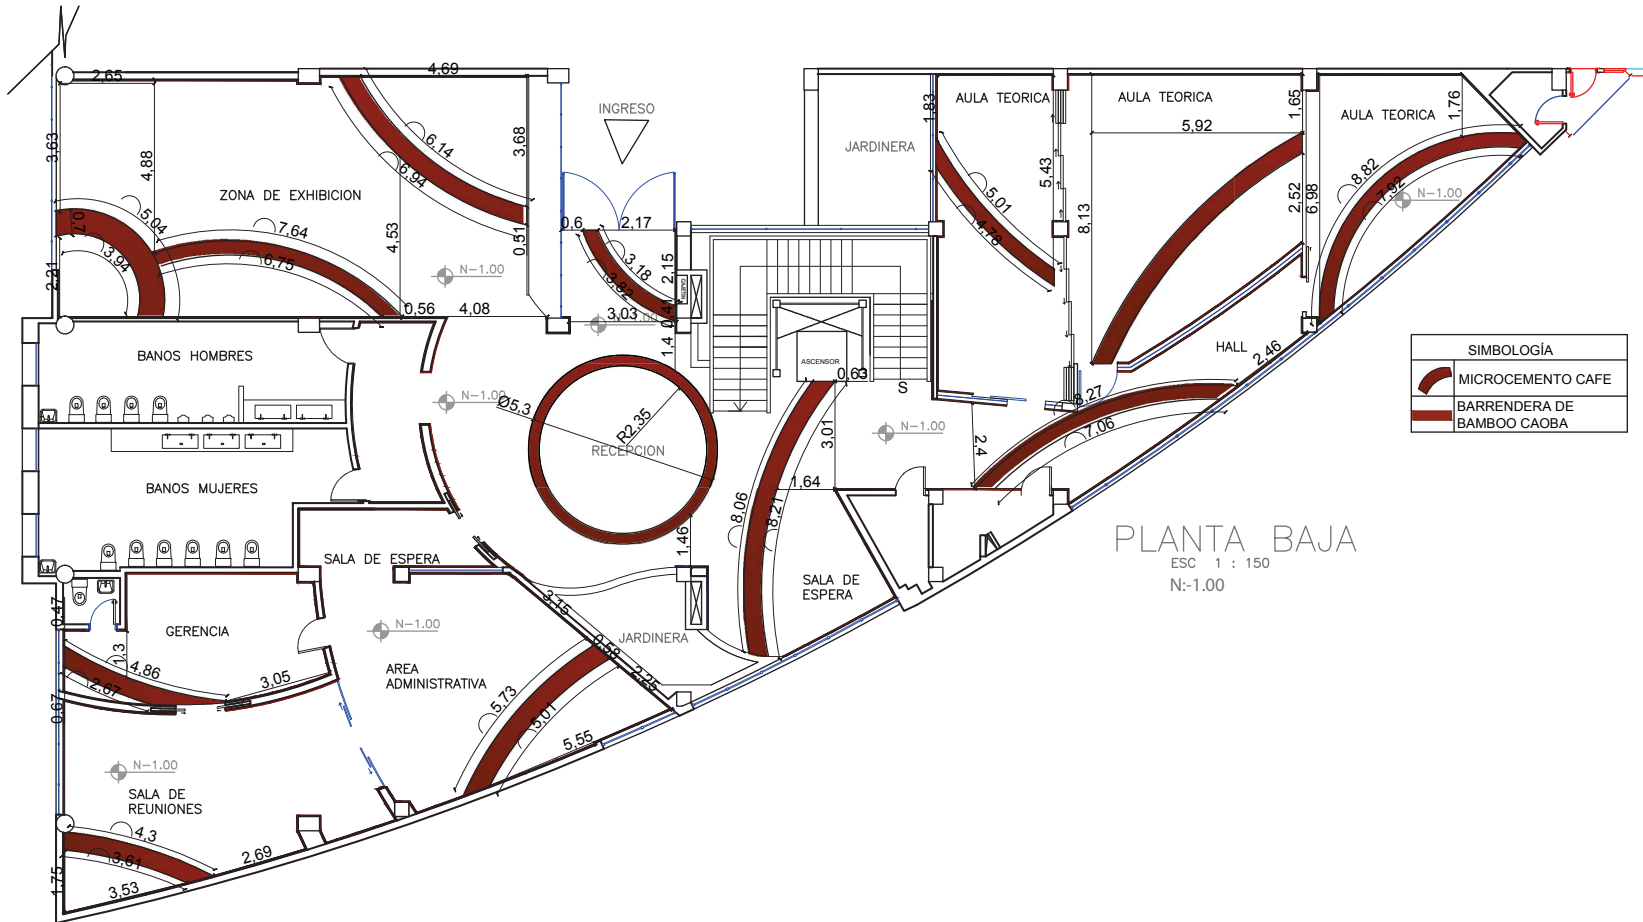 2,65
4,69
3,63
4,88
6,14
6,94
3,68
ZONA DE EXHIBICION
0,7
5,04
3,94
7,64
6,75
4,53
0,51
2,21
N-1.00
0,56
4,08
INGRESO
0,6
2,17
3,18
3,82
2,15
0,41
3,03
1,4
JARDINERA
1,83
AULA TEORICA
5,01
4,78
5,43
AULA TEORICA
5,92
1,65
8,13
2,52
6,98
AULA TEORICA
1,76
8,82
7,92
N-1.00
HALL
2,46
SIMBOLOGÍA
MICROCEMENTO CAFE
BARRENDERA DE
BAMBOO CAOBA
BANOS HOMBRES
N-1.00
Ø5,3
R2,35
RECEPCION
ASCENSOR
0,63
S
3,01
N-1.00
2,4
8,27
7,06
BANOS MUJERES
1,64
8,06
8,21
1,46
SALA DE ESPERA
SALA DE
ESPERA
PLANTA BAJA
ESC 1 : 150
N:-1.00
0,47
GERENCIA
1,3
4,86
2,67
3,05
0,67
N-1.00
AREA
ADMINISTRATIVA
3,15
0,58
2,25
JARDINERA
5,73
5,01
5,55
N-1.00
SALA DE
REUNIONES
4,3
3,61
2,69
3,53
1,75